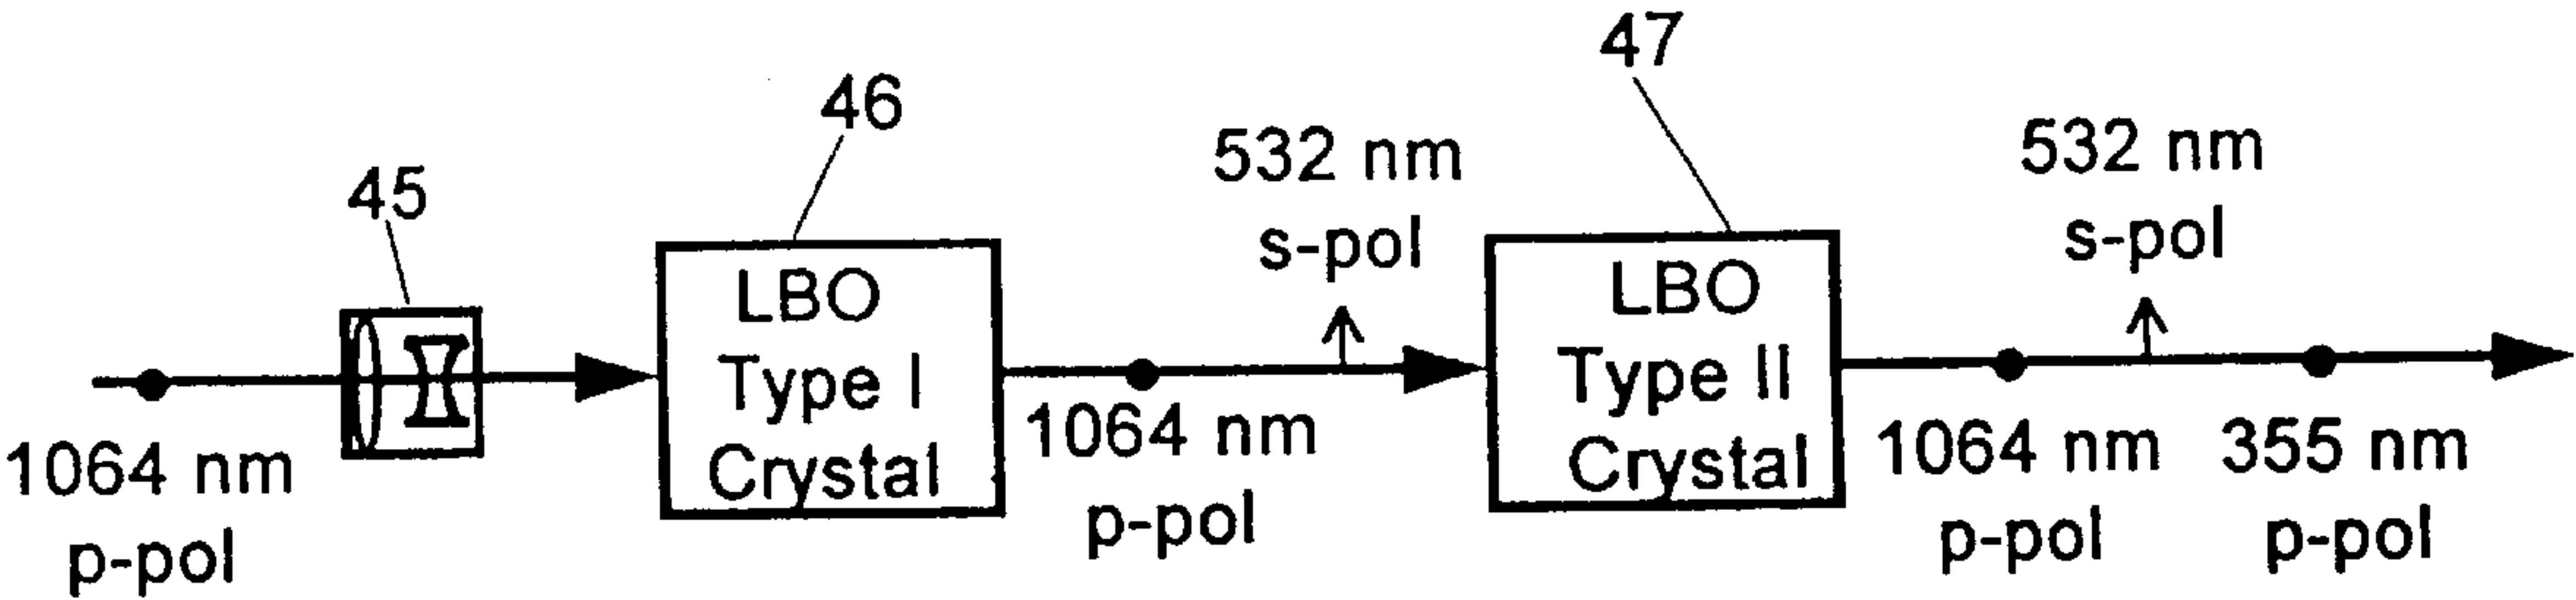 45
46
47
1064 nm
p-pol
LBO
Type I
Crystal
532 nm
s-pol
1064 nm
p-pol
LBO
Type II
Crystal
532 nm
s-pol
1064 nm
p-pol
355 nm
p-pol